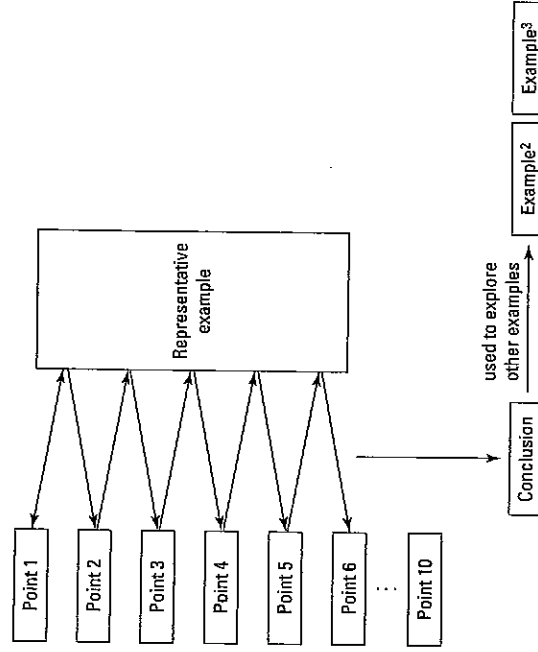 Point 1
Point 2
Point 3
Point 4
Point 5
Point 6
Point 10
Representative
example
Conclusion
used to explore
other examples
Example²
Example³